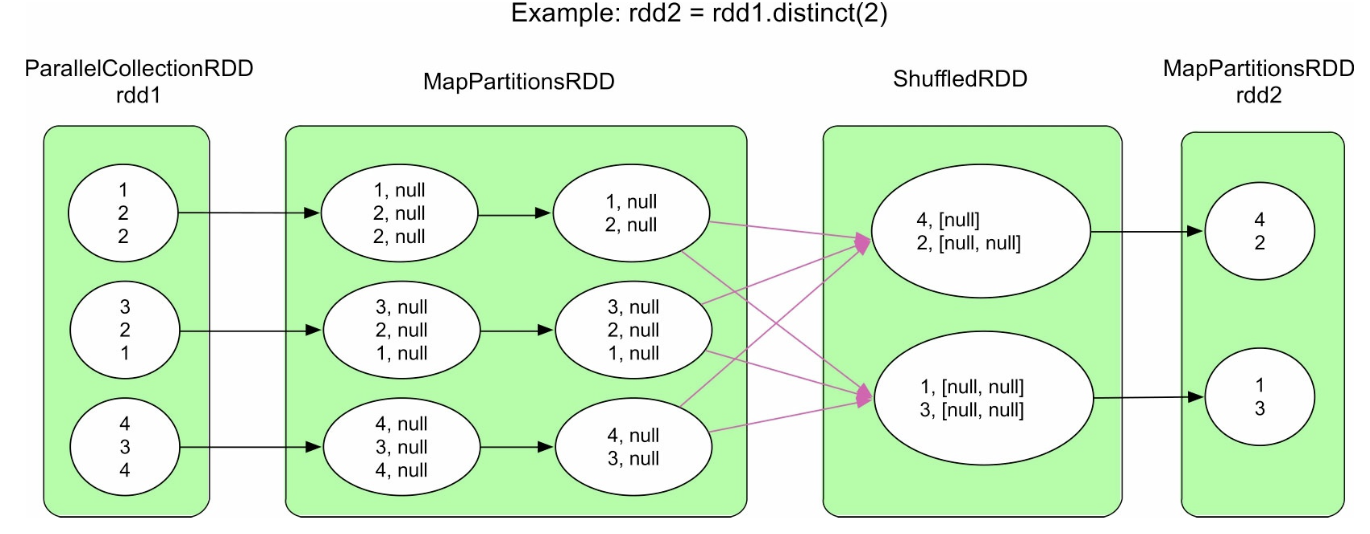 Example: rdd2 = rdd1.distinct(2)
ParallelCollectionRDD
rdd1
MapPartitionsRDD
ShuffledRDD
MapPartitionsRDD
rdd2
1
2
2
3
2
1
4
3
4
1, null
2, null
2, null
3, null
2, null
1, null
4, null
3, null
4, null
1, null
2, null
3, null
2, null
1, null
4, null
3, null
4, [null]
2, [null, null]
1, [null, null]
3, [null, null]
4
2
1
3